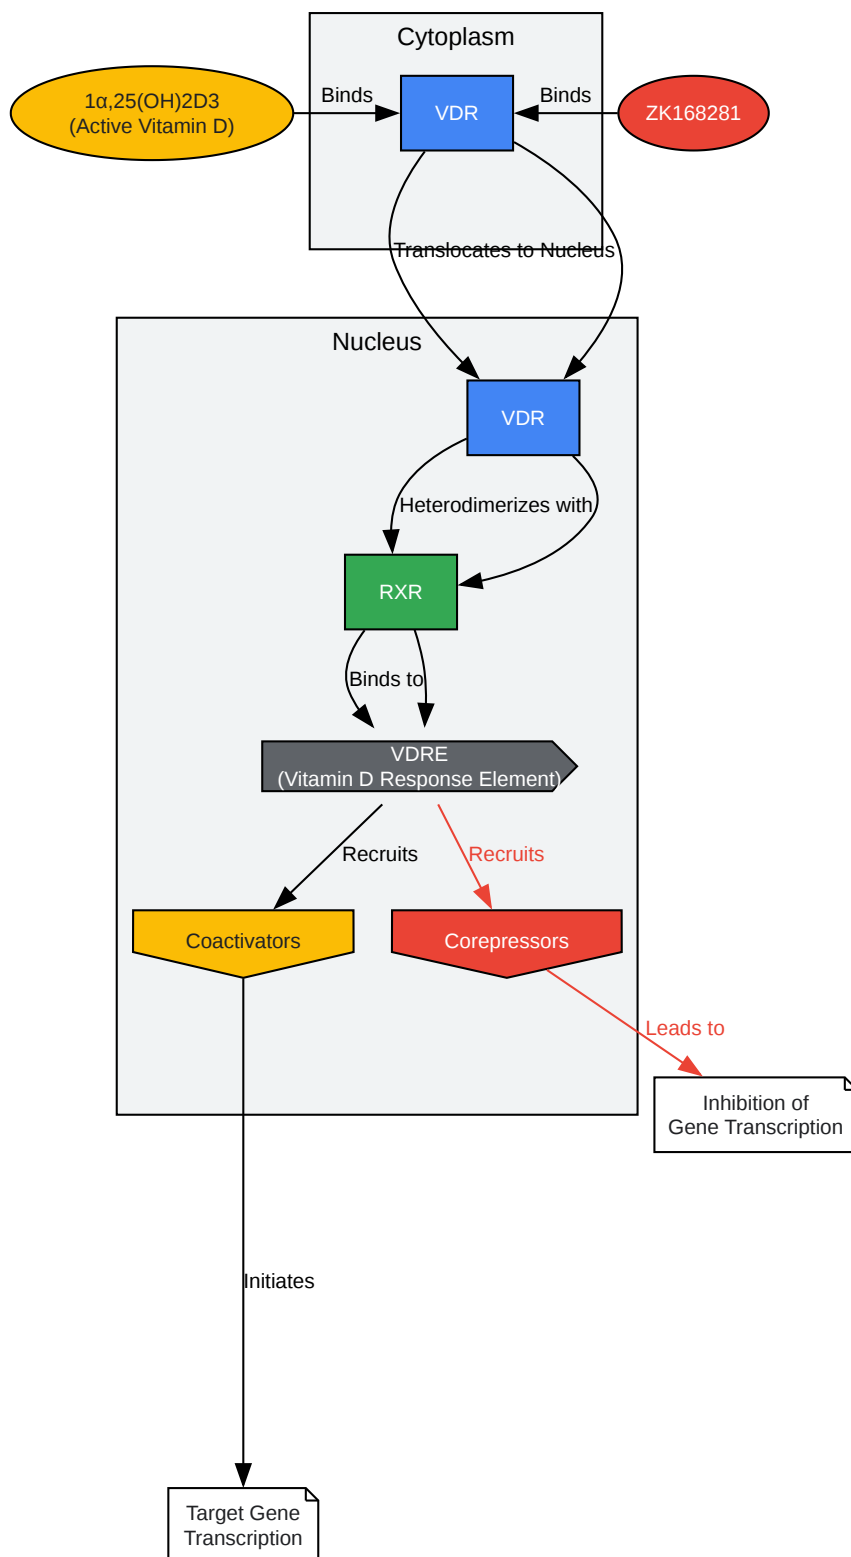 Cytoplasm
1α,25(OH)2D3
(Active Vitamin D)
Binds
VDR
Binds
ZK168281
Translocates to Nucleus
Nucleus
VDR
Heterodimerizes with
RXR
Binds to
VDRE
(Vitamin D Response Element)
Recruits
Recruits
Coactivators
Corepressors
Leads to
Inhibition of
Gene Transcription
Initiates
Target Gene
Transcription